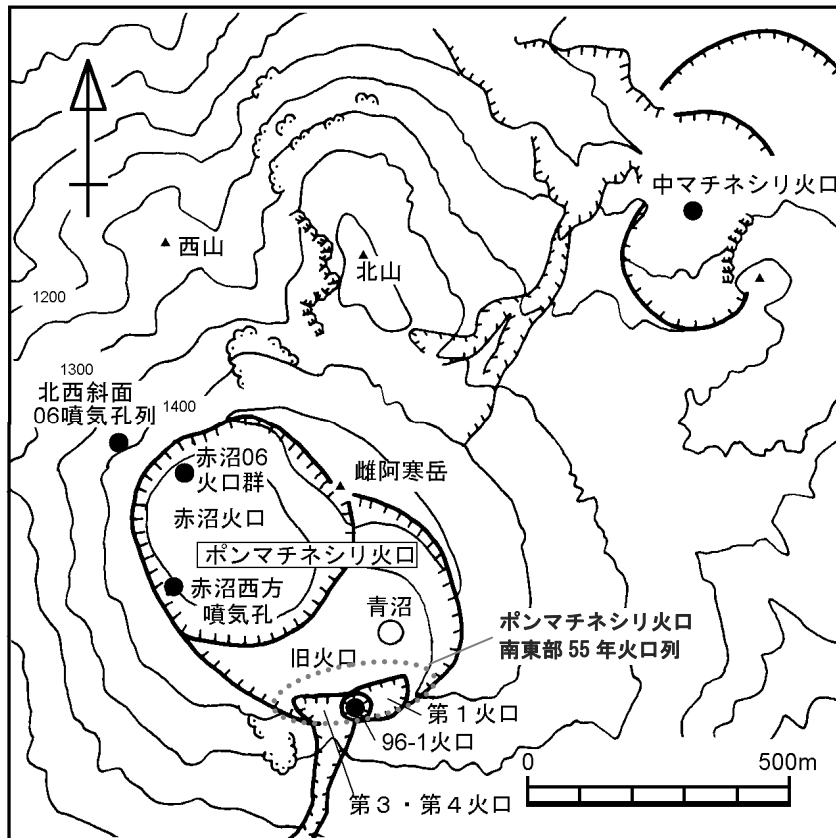 中マチネシリ火口
西山
北山
1200
1300
北西斜面
06噴気孔列
1400
赤沼06
火口群
雌阿寒岳
赤沼火口
ポンマチネシリ火口
赤沼西方
噴気孔
青沼
ポンマチネシリ火口
南東部 55 年火口列
旧火口
第1火口
96-1火口
0 500m
第3・第4火口